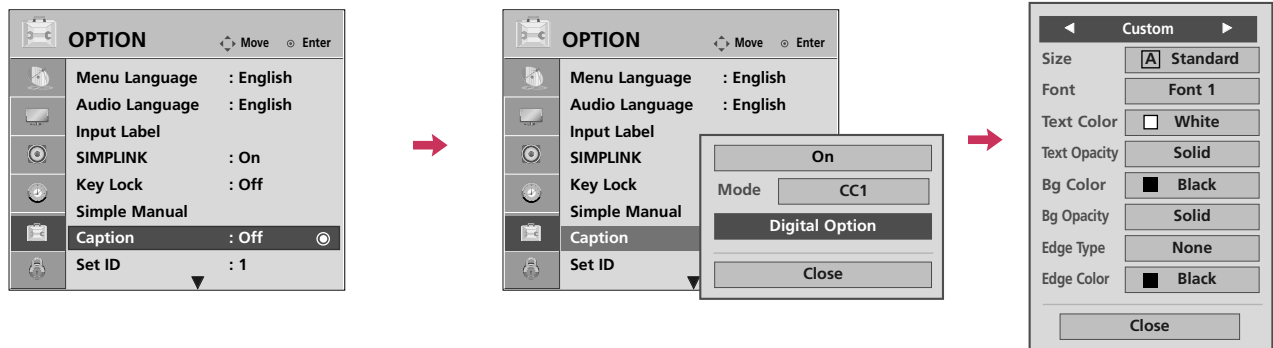 OPTION Move Enter
Menu Language : English
Audio Language : English
Input Label
SIMPLINK : On
Key Lock : Off
Simple Manual
Caption : Off
Set ID : 1
OPTION Move Enter
Menu Language : English
Audio Language : English
Input Label
SIMPLINK
Key Lock
Simple Manual
Caption
Set ID
On
Mode CC1
Digital Option
Close
Custom
Size A Standard
Font Font 1
Text Color White
Text Opacity Solid
Bg Color Black
Bg Opacity Solid
Edge Type None
Edge Color Black
Close